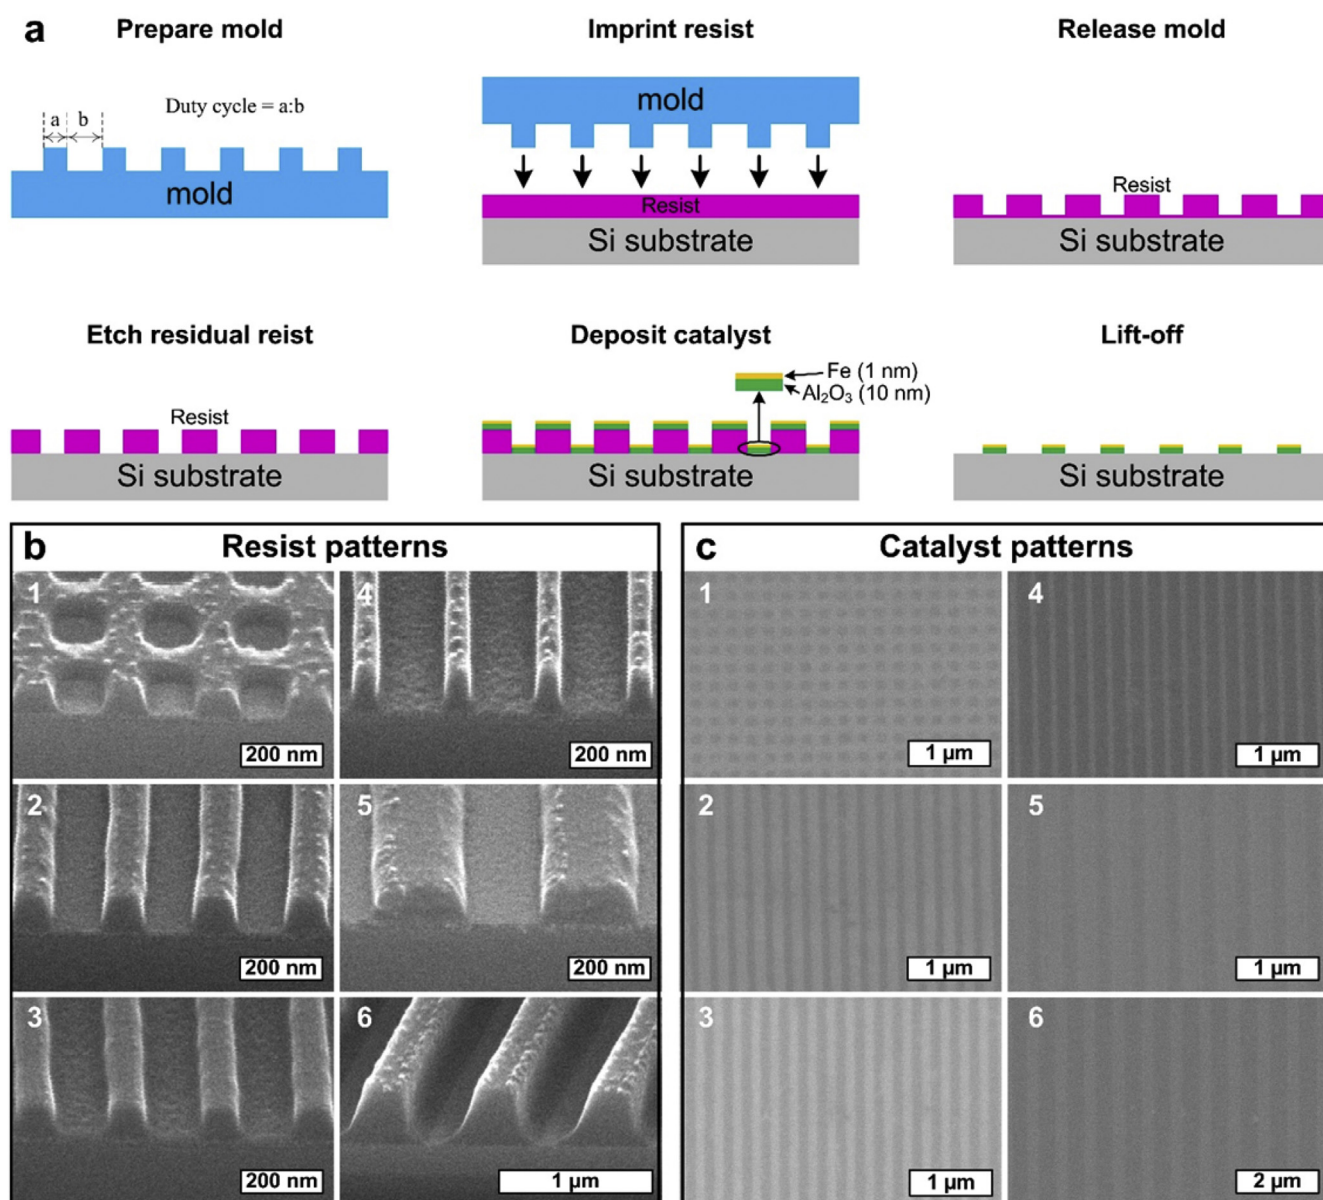 a
Prepare mold
Imprint resist
Release mold
Duty cycle = a:b
a
b
mold
mold
Resist
Si substrate
Resist
Si substrate
Etch residual reist
Deposit catalyst
Lift-off
Fe (1 nm)
Al₂O₃ (10 nm)
Resist
Si substrate
Si substrate
Si substrate
b
Resist patterns
1
200 nm
4
200 nm
2
200 nm
5
200 nm
3
200 nm
6
1 µm
c
Catalyst patterns
1
1 µm
4
1 µm
2
1 µm
5
1 µm
3
1 µm
6
2 µm